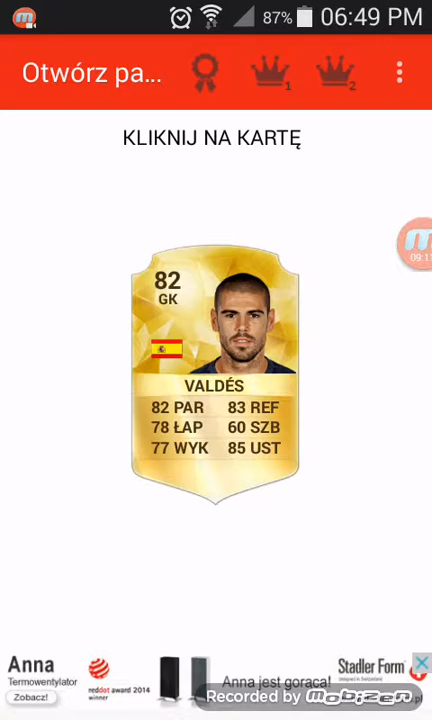 87% 06:49 PM
Otwórz pa...
1
2
KLIKNIJ NA KARTĘ
09:11
82
GK
VALDÉS
82 PAR 83 REF
78 ŁAP 60 SZB
77 WYK 85 UST
Anna
Termowentylator
Zobacz!
reddot award 2014
winner
Anna jest gorąca!
Stadler Form
Recorded by mobizen